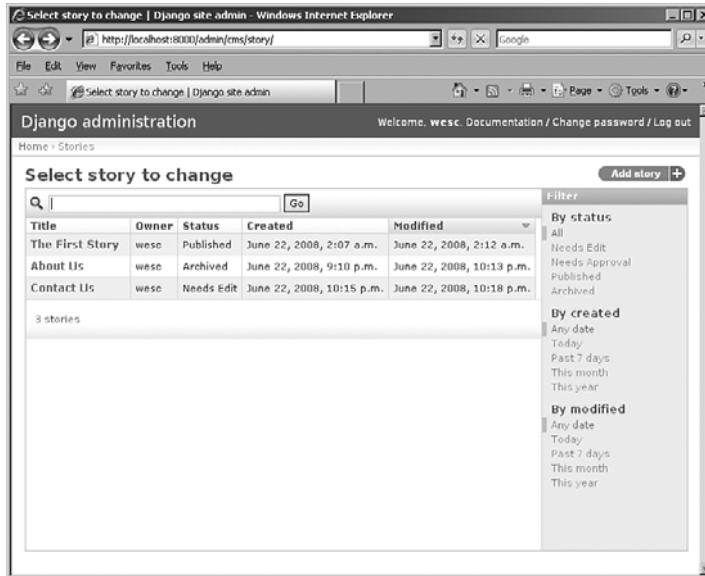 Select story to change | Django site admin - Windows Internet Explorer
http://localhost:8000/admin/cms/story/
Google
File Edit View Favorites Tools Help
Select story to change | Django site admin
Page Tools
Django administration
Welcome, wesc. Documentation / Change password / Log out
Home › Stories
Select story to change
Add story +
Go
Title Owner Status Created Modified
The First Story wesc Published June 22, 2008, 2:07 a.m. June 22, 2008, 2:12 a.m.
About Us wesc Archived June 22, 2008, 9:10 p.m. June 22, 2008, 10:13 p.m.
Contact Us wesc Needs Edit June 22, 2008, 10:15 p.m. June 22, 2008, 10:18 p.m.
3 stories
Filter
By status
All
Needs Edit
Needs Approval
Published
Archived
By created
Any date
Today
Past 7 days
This month
This year
By modified
Any date
Today
Past 7 days
This month
This year